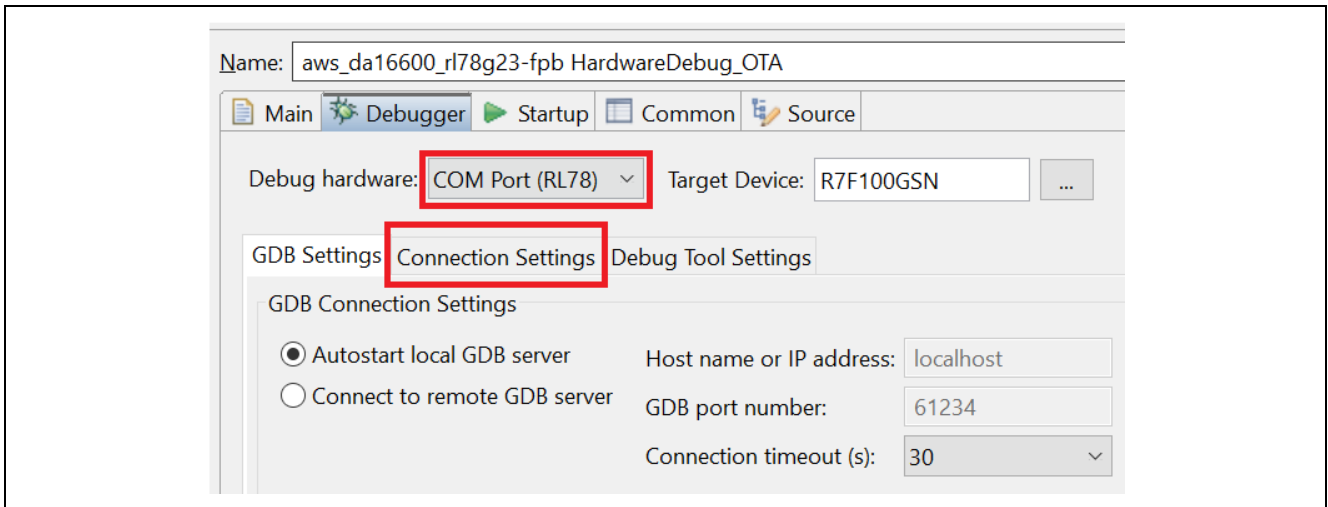 Name: aws_da16600_rl78g23-fpb HardwareDebug_OTA
Main Debugger Startup Common Source
Debug hardware: COM Port (RL78) Target Device: R7F100GSN ...
GDB Settings Connection Settings Debug Tool Settings
GDB Connection Settings
Autostart local GDB server Host name or IP address: localhost
Connect to remote GDB server GDB port number: 61234
Connection timeout (s): 30